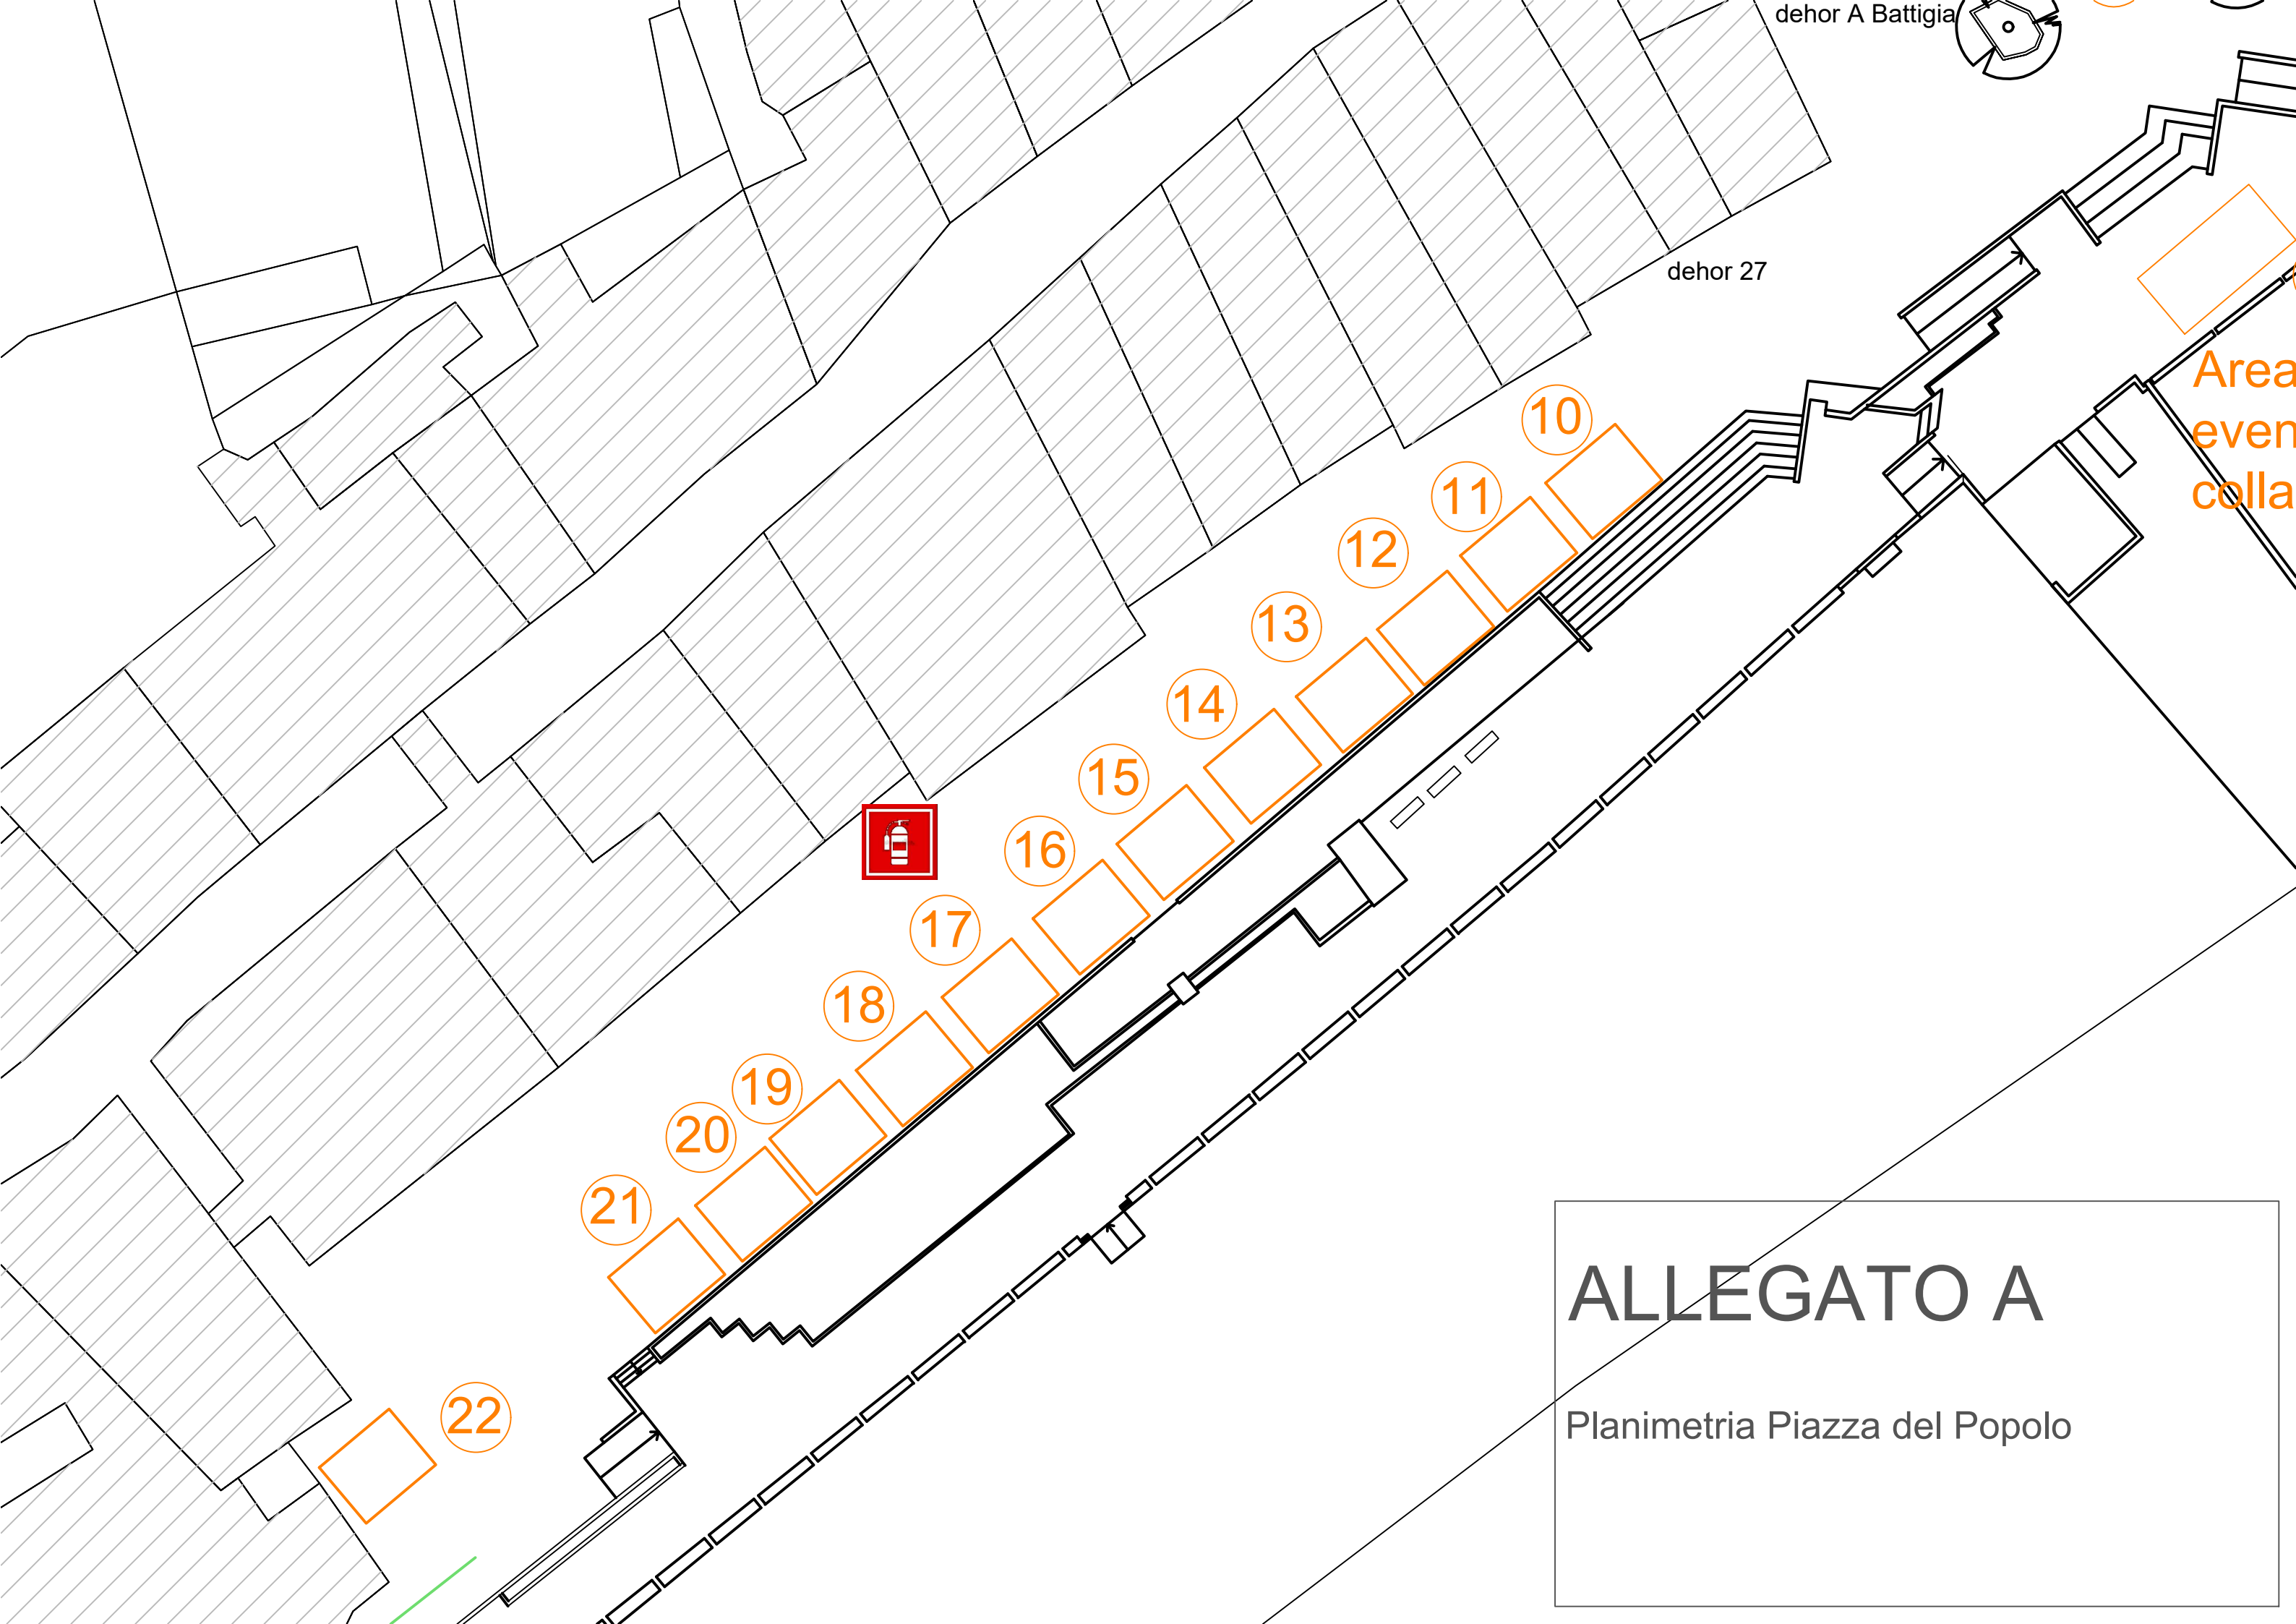 dehor A Battigia
dehor 27
Area
even
colla
10
11
12
13
14
15
16
17
18
19
20
21
22
ALLEGATO A
Planimetria Piazza del Popolo